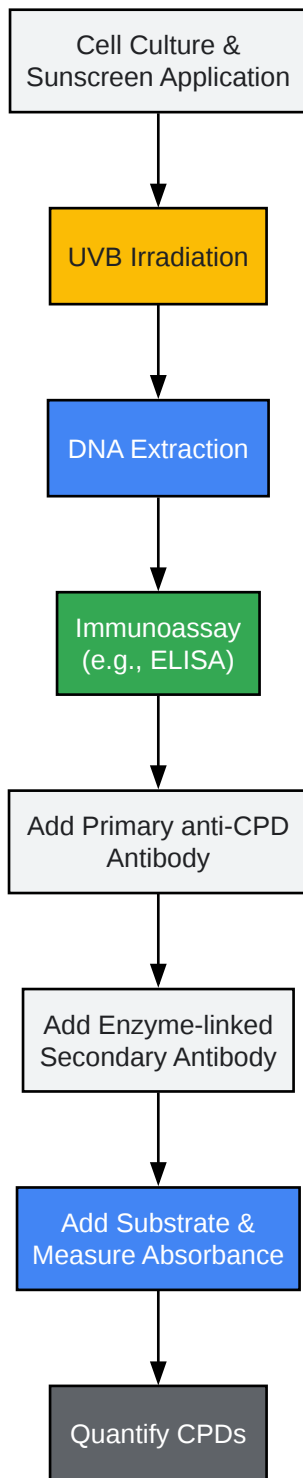 Cell Culture &
Sunscreen Application
UVB Irradiation
DNA Extraction
Immunoassay
(e.g., ELISA)
Add Primary anti-CPD
Antibody
Add Enzyme-linked
Secondary Antibody
Add Substrate &
Measure Absorbance
Quantify CPDs